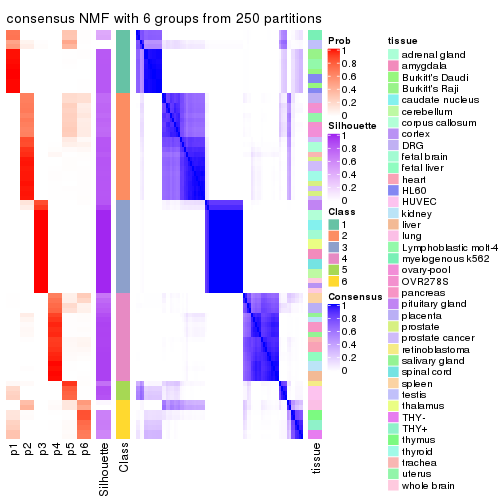 consensus NMF with 6 groups from 250 partitions
p1
p2
p3
p4
p5
p6
Silhouette
Class
tissue
Prob
1
0.8
0.6
0.4
0.2
0
Silhouette
1
0.8
0.6
0.4
0.2
0
Class
1
2
3
4
5
6
Consensus
1
0.8
0.6
0.4
0.2
0
tissue
adrenal gland
amygdala
Burkitt's Daudi
Burkitt's Raji
caudate nucleus
cerebellum
corpus callosum
cortex
DRG
fetal brain
fetal liver
heart
HL60
HUVEC
kidney
liver
lung
Lymphoblastic molt-4
myelogenous k562
ovary-pool
OVR278S
pancreas
pituitary gland
placenta
prostate
prostate cancer
retinoblastoma
salivary gland
spinal cord
spleen
testis
thalamus
THY-
THY+
thymus
thyroid
trachea
uterus
whole brain